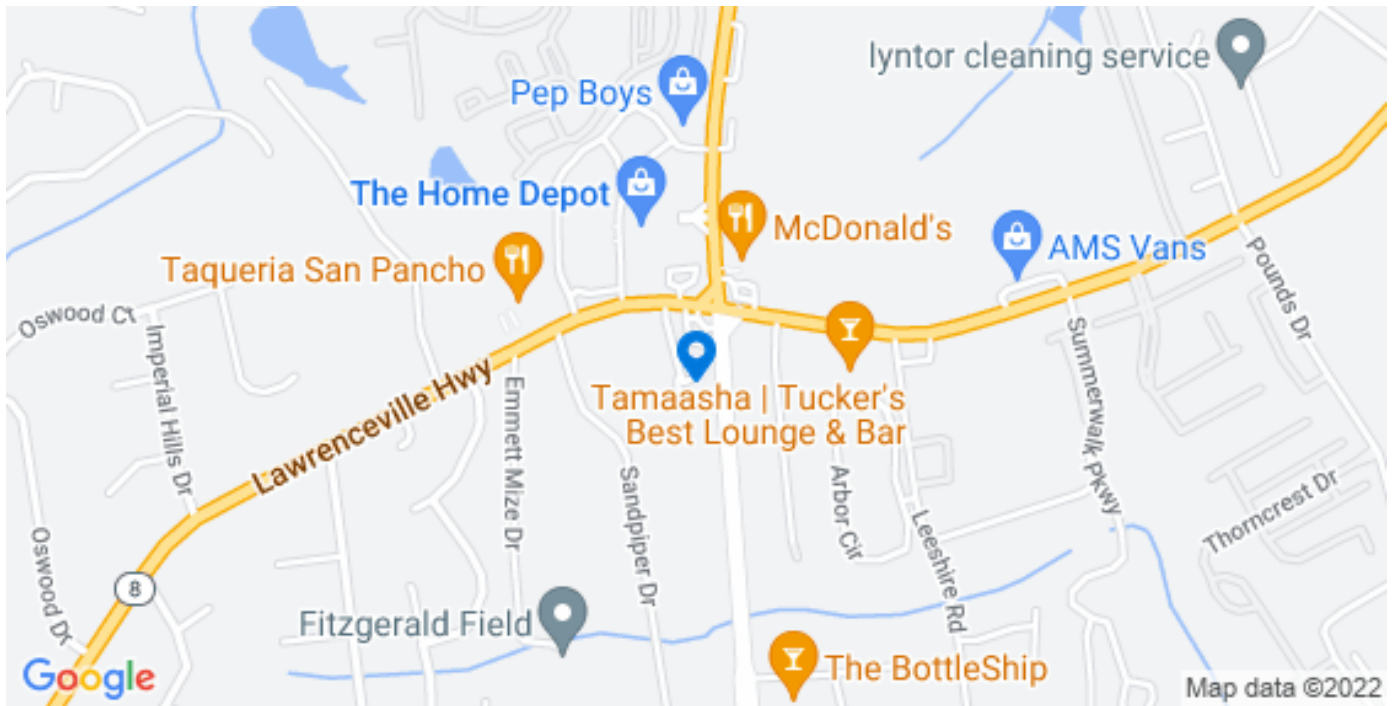 lyntor cleaning service
Pep Boys
The Home Depot
McDonald's
Taqueria San Pancho
AMS Vans
Oswood Ct
Imperial Hills Dr
Pounds Dr
Lawrenceville Hwy
Emmett Mize Dr
Summerwalk Pkwy
Tamaasha | Tucker's
Best Lounge & Bar
Sandpiper Dr
Arbor Cir
Leeshire Rd
Thorncrest Dr
Oswood Dr
8
Fitzgerald Field
The BottleShip
Google
Map data ©2022